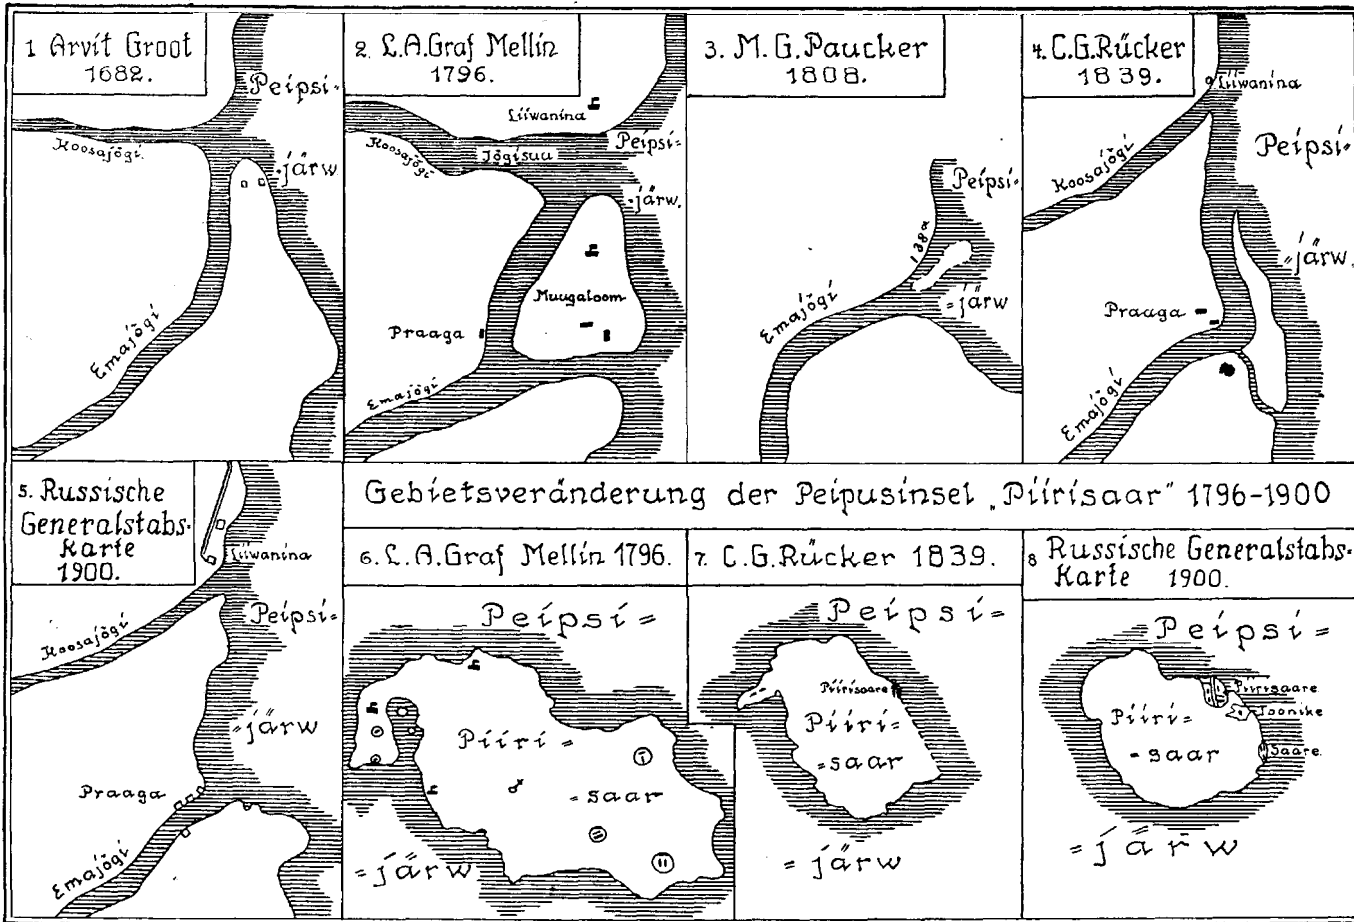 1 Arvit Groot
1682.
Peipsi-
Koosajõgi.
-järw
Emajõgi
2. L.A.Graf Mellin
1796.
Liiwanina
Koosajõgi
Jõgisuu
Peipsi=
-järw.
Muugaloom
Praaga
Emajõgi
3. M.G.Paucker
1808.
Peipsi-
Emajõgi
=järw
4. C.G.Rücker
1839.
Liiwanina
Koosajõgi
Peipsi-
=järw.
Praaga
Emajõgi
5. Russische
Generalstabs-
Karte
1900.
Liiwanina
Koosajõgi
Peipsi=
=järw
Praaga
Emajõgi
Gebietsveränderung der Peipusinsel „Piirisaar" 1796-1900
6. L.A.Graf Mellin 1796.
Peipsi=
Piiri=
=saar
=järw
7. C.G.Rücker 1839.
Peipsi=
Piirisaare
Piiri=
=saar
=järw
8 Russische Generalstabs-
Karte 1900.
Peipsi=
Piirisaare
Toonike
Piiri=
=saar
Saare.
=järw